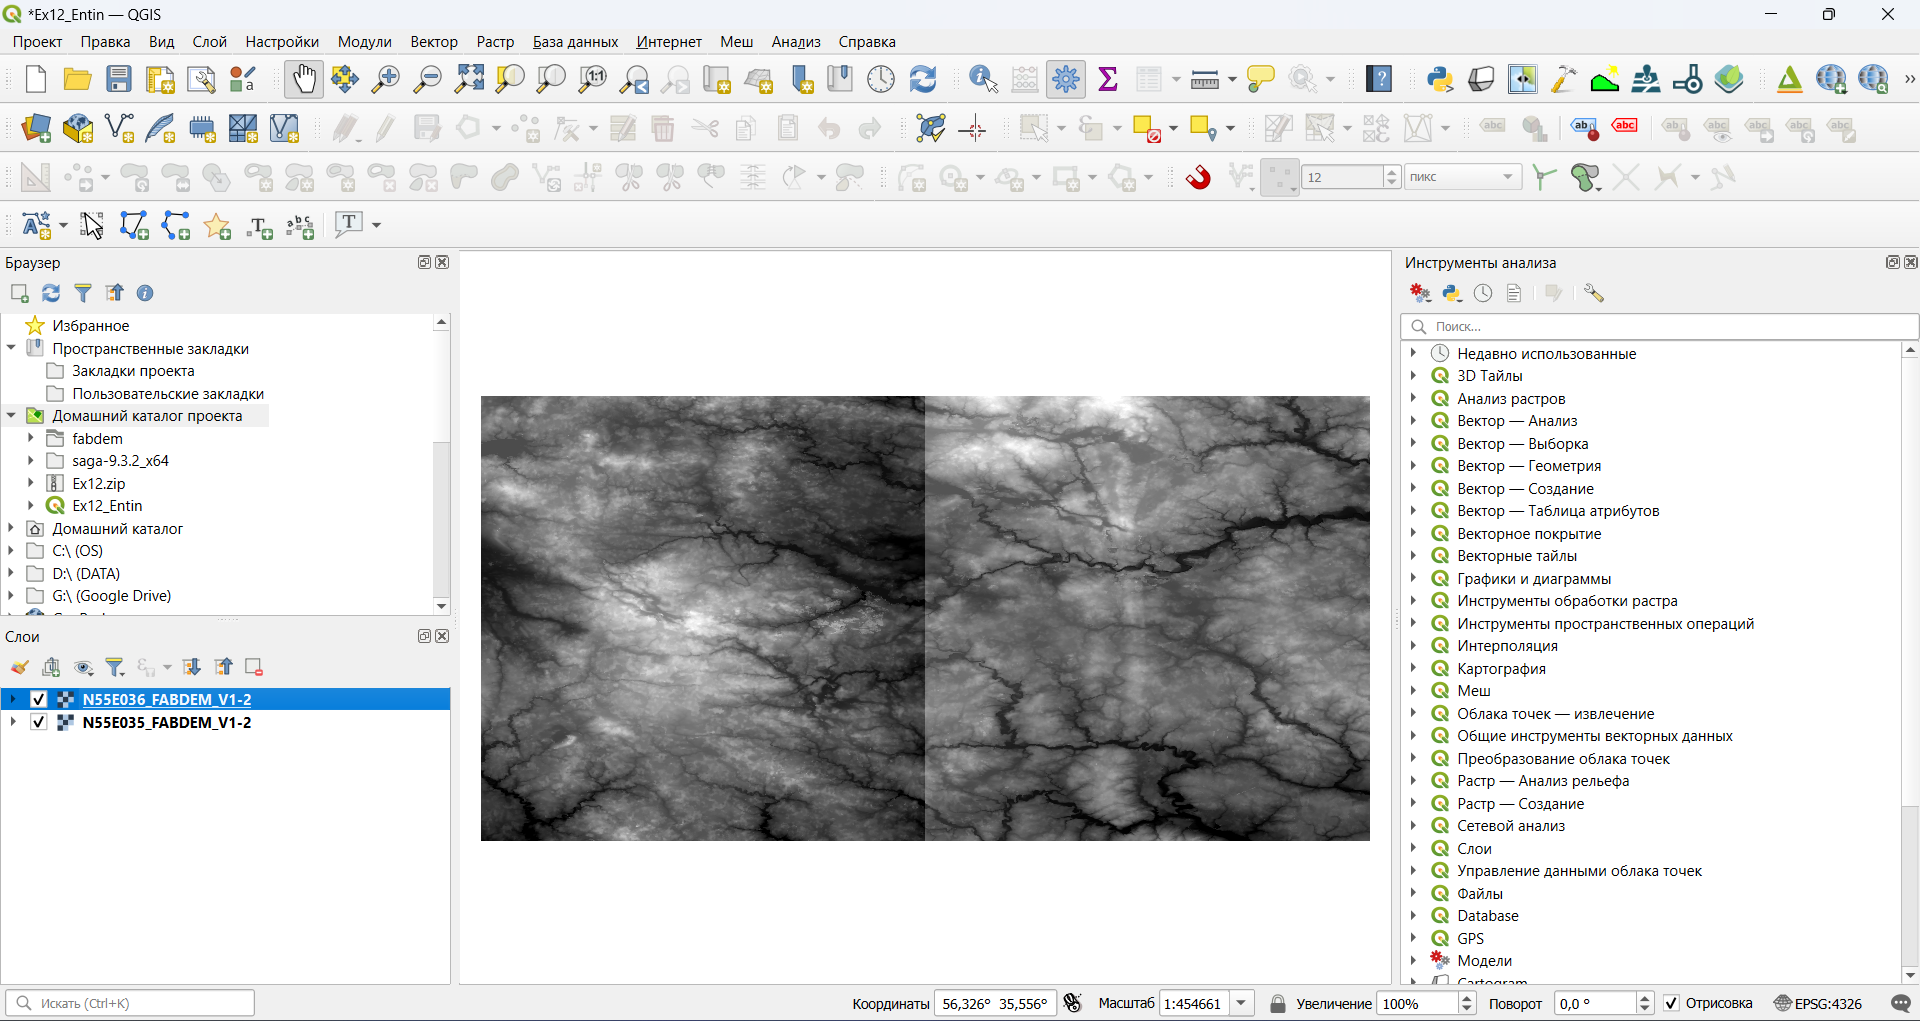 *Ex12_Entin — QGIS
Проект Правка Вид Слой Настройки Модули Вектор Растр База данных Интернет Меш Анализ Справка
12 пикс
Браузер
Избранное
Пространственные закладки
Закладки проекта
Пользовательские закладки
Домашний каталог проекта
fabdem
saga-9.3.2_x64
Ex12.zip
Ex12_Entin
Домашний каталог
C:\ (OS)
D:\ (DATA)
G:\ (Google Drive)
Слои
N55E036_FABDEM_V1-2
N55E035_FABDEM_V1-2
Инструменты анализа
Поиск...
Недавно использованные
3D Тайлы
Анализ растров
Вектор — Анализ
Вектор — Выборка
Вектор — Геометрия
Вектор — Создание
Вектор — Таблица атрибутов
Векторное покрытие
Векторные тайлы
Графики и диаграммы
Инструменты обработки растра
Инструменты пространственных операций
Интерполяция
Картография
Меш
Облака точек — извлечение
Общие инструменты векторных данных
Преобразование облака точек
Растр — Анализ рельефа
Растр — Создание
Сетевой анализ
Слои
Управление данными облака точек
Файлы
Database
GPS
Модели
Cartogram
Искать (Ctrl+K) Координаты 56,326° 35,556° Масштаб 1:454661 Увеличение 100% Поворот 0,0 ° Отрисовка EPSG:4326